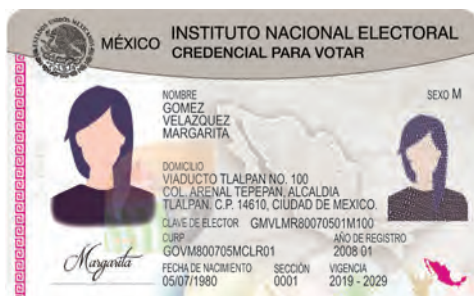 MÉXICO
INSTITUTO NACIONAL ELECTORAL
CREDENCIAL PARA VOTAR
NOMBRE
GOMEZ
VELAZQUEZ
MARGARITA
SEXO M
DOMICILIO
VIADUCTO TLALPAN NO. 100
COL. ARENAL TEPEPAN, ALCALDIA
TLALPAN, C.P. 14610, CIUDAD DE MEXICO.
CLAVE DE ELECTOR GMVLMR80070501M100
CURP
GOVM800705MCLR01
AÑO DE REGISTRO
2008 01
FECHA DE NACIMIENTO
05/07/1980
SECCIÓN
0001
VIGENCIA
2019 - 2029
Margarita